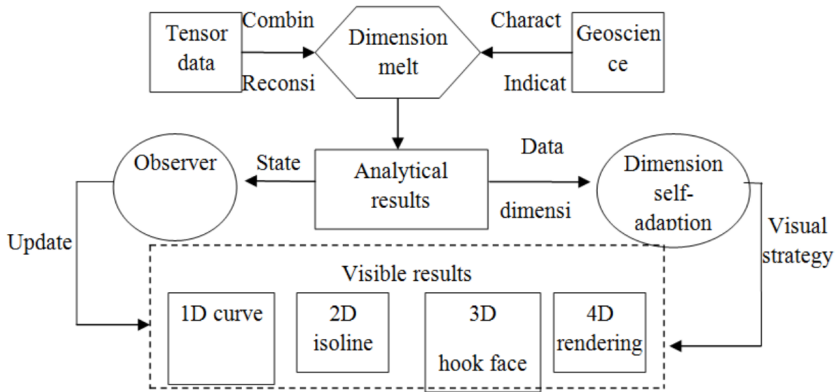 Tensor
data
Combin
Reconsi
Dimension
melt
Charact
Indicat
Geoscien
ce
Observer
State
Analytical
results
Data
dimensi
Dimension
self-
adaption
Update
Visual
strategy
Visible results
1D curve
2D
isoline
3D
hook face
4D
rendering